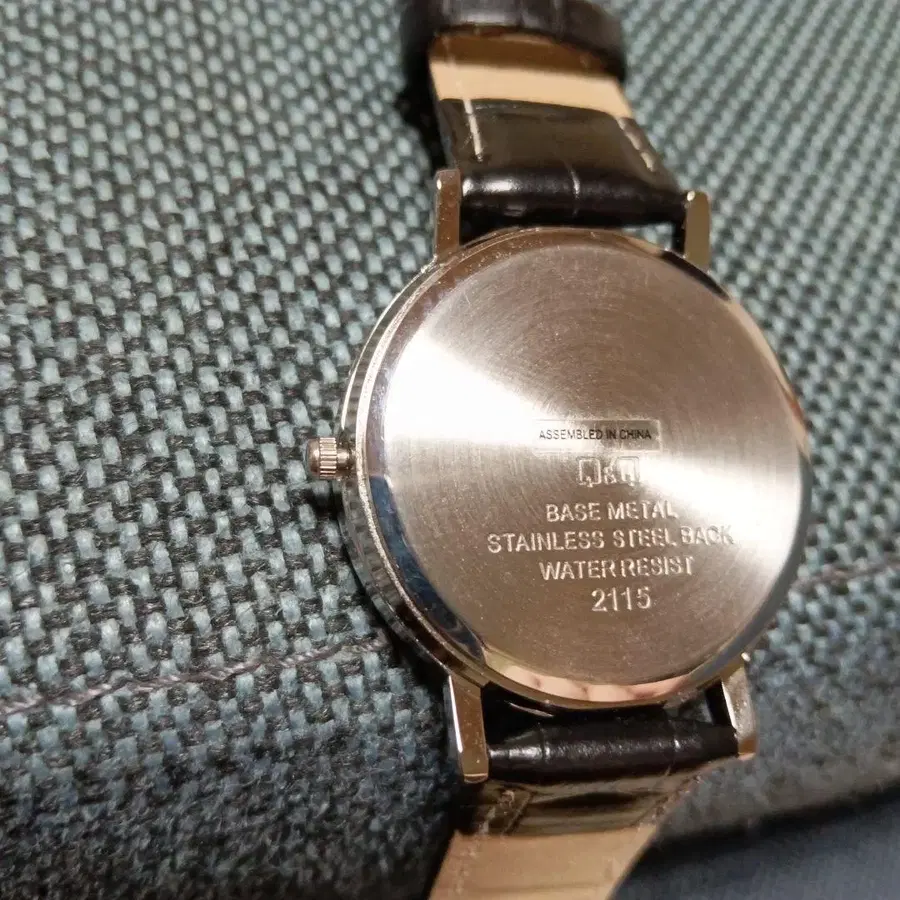 ASSEMBLED IN CHINA
Q&Q
BASE METAL
STAINLESS STEEL BACK
WATER RESIST
2115